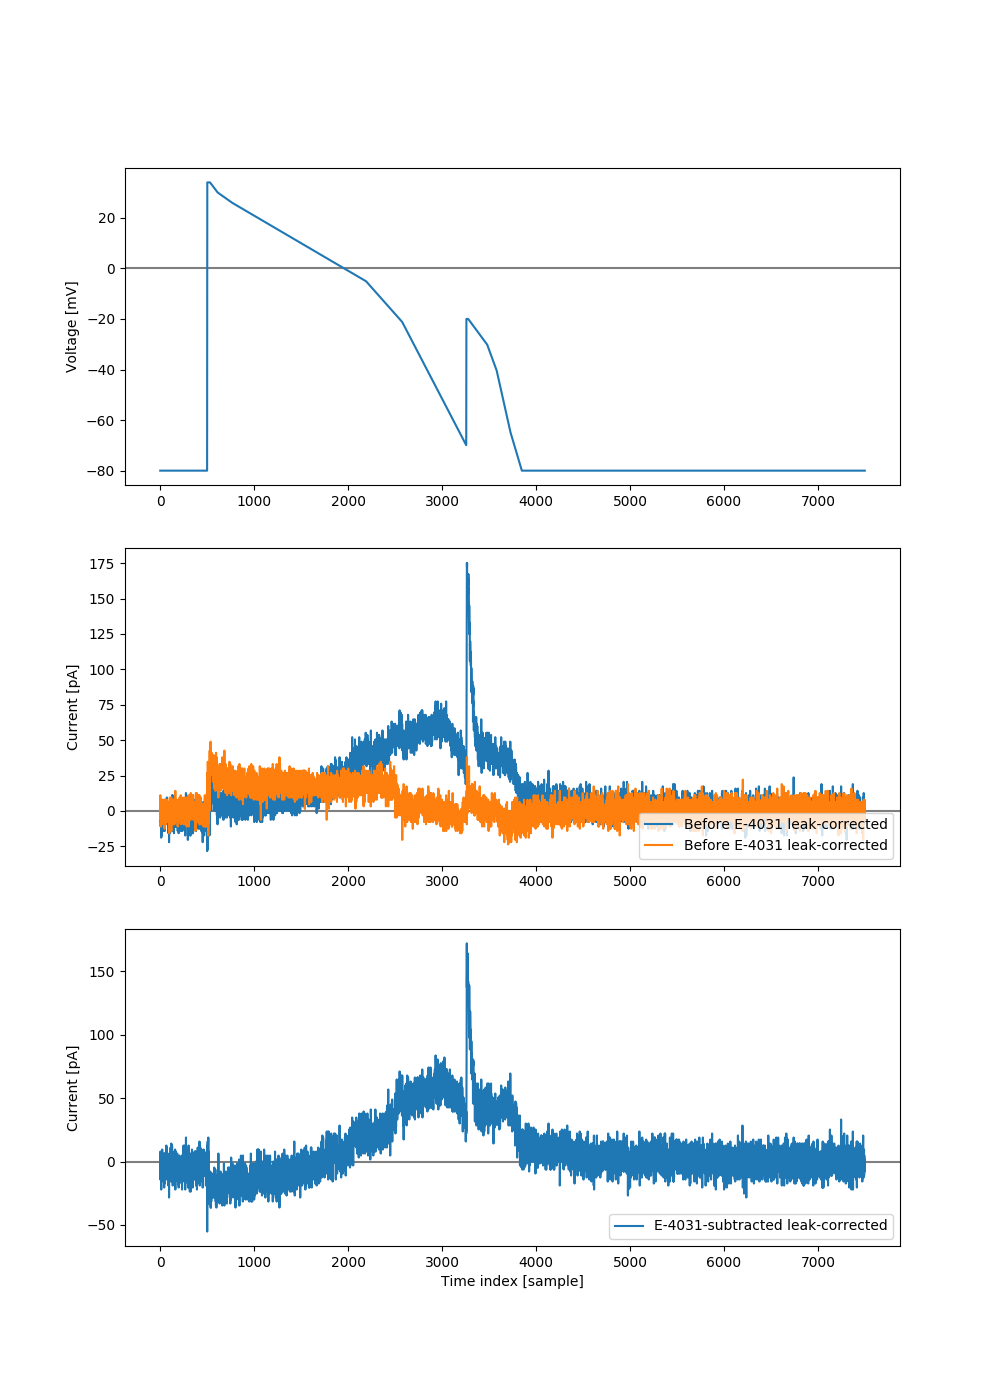 20
0
−20
−40
−60
−80
Voltage [mV]
0 1000 2000 3000 4000 5000 6000 7000
175
150
125
100
75
50
25
0
−25
Current [pA]
Before E-4031 leak-corrected
Before E-4031 leak-corrected
0 1000 2000 3000 4000 5000 6000 7000
150
100
50
0
−50
Current [pA]
E-4031-subtracted leak-corrected
0 1000 2000 3000 4000 5000 6000 7000
Time index [sample]